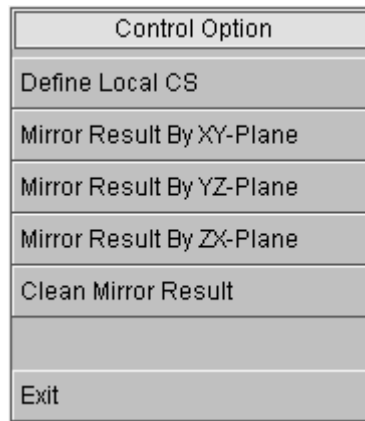 Control Option
Define Local CS
Mirror Result By XY-Plane
Mirror Result By YZ-Plane
Mirror Result By ZX-Plane
Clean Mirror Result
Exit